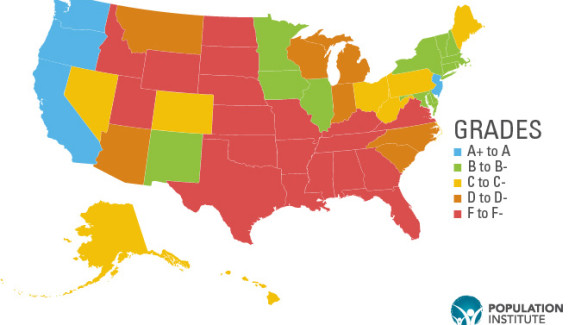 GRADES
A+ to A
B to B-
C to C-
D to D-
F to F-
POPULATION
INSTITUTE